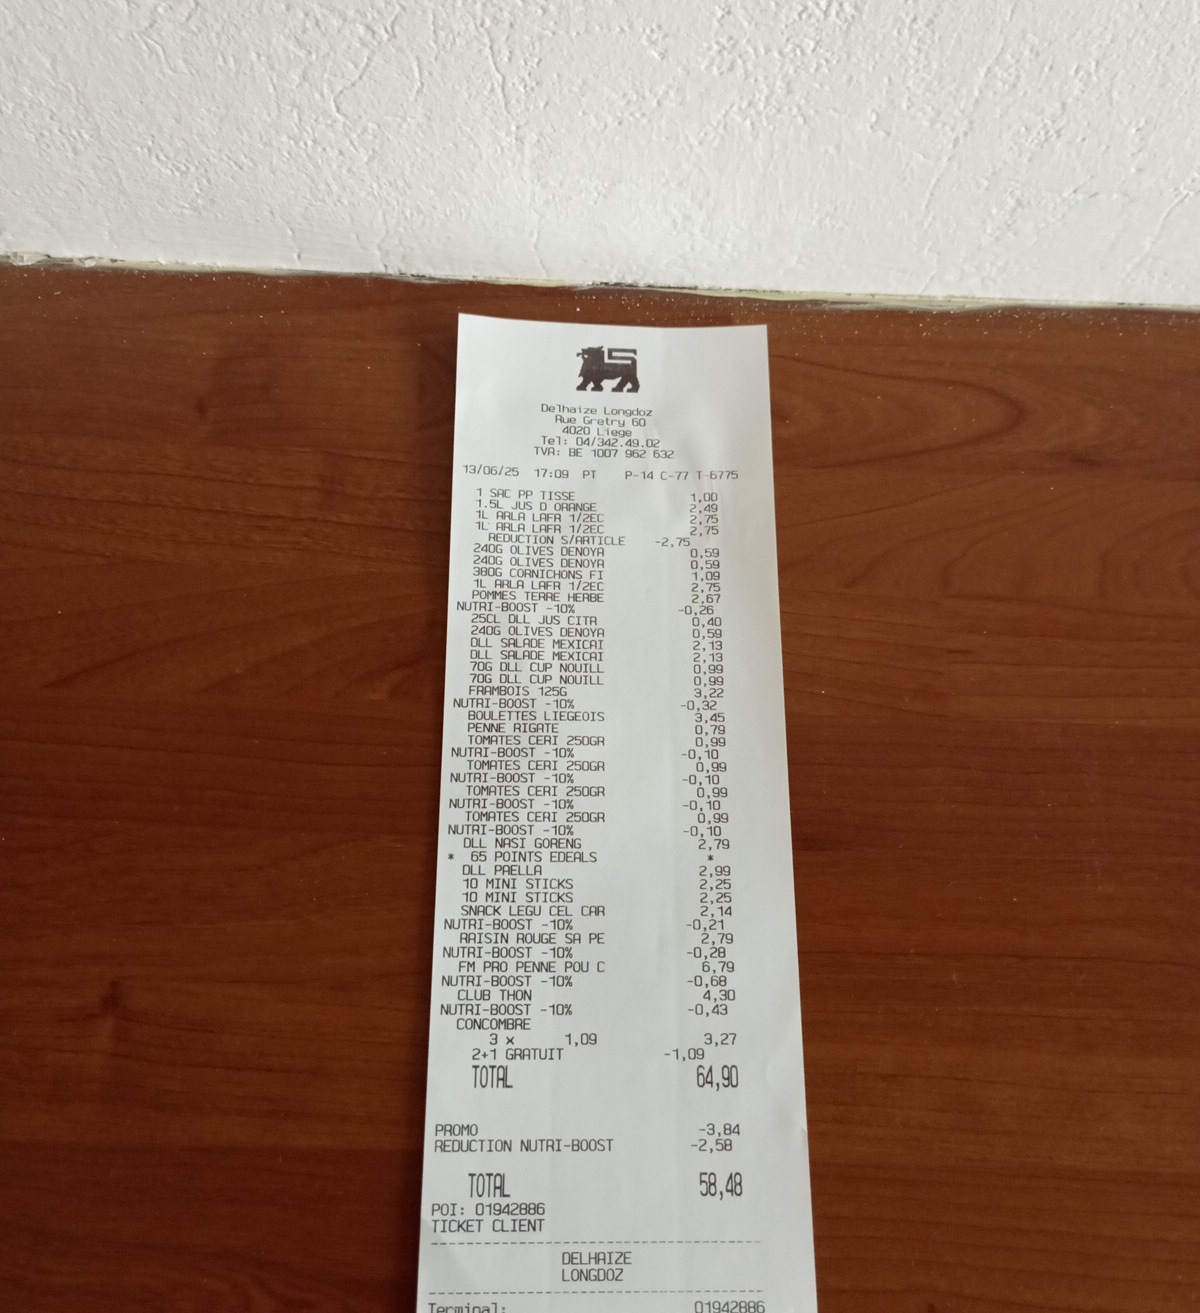 Delhaize Longdoz
Rue Gretry 60
4020 Liege
Tel: 04/342.49.02
TVA: BE 1007 962 632
13/06/25 17:09 PT P-14 C-77 T-6775
1 SAC PP TISSE 1,00
1.5L JUS D ORANGE 2,49
1L ARLA LAFR 1/2EC 2,75
1L ARLA LAFR 1/2EC 2,75
REDUCTION S/ARTICLE -2,75
240G OLIVES DENOYA 0,59
240G OLIVES DENOYA 0,59
380G CORNICHONS FI 1,09
1L ARLA LAFR 1/2EC 2,75
POMMES TERRE HERBE 2,67
NUTRI-BOOST -10% -0,26
25CL DLL JUS CITR 0,40
240G OLIVES DENOYA 0,59
DLL SALADE MEXICAI 2,13
DLL SALADE MEXICAI 2,13
70G DLL CUP NOUILL 0,99
70G DLL CUP NOUILL 0,99
FRAMBOIS 125G 3,22
NUTRI-BOOST -10% -0,32
BOULETTES LIEGEOIS 3,45
PENNE RIGATE 0,79
TOMATES CERI 250GR 0,99
NUTRI-BOOST -10% -0,10
TOMATES CERI 250GR 0,99
NUTRI-BOOST -10% -0,10
TOMATES CERI 250GR 0,99
NUTRI-BOOST -10% -0,10
TOMATES CERI 250GR 0,99
NUTRI-BOOST -10% -0,10
DLL NASI GORENG 2,79
* 65 POINTS EDEALS *
DLL PAELLA 2,99
10 MINI STICKS 2,25
10 MINI STICKS 2,25
SNACK LEGU CEL CAR 2,14
NUTRI-BOOST -10% -0,21
RAISIN ROUGE SA PE 2,79
NUTRI-BOOST -10% -0,28
FM PRO PENNE POU C 6,79
NUTRI-BOOST -10% -0,68
CLUB THON 4,30
NUTRI-BOOST -10% -0,43
CONCOMBRE
3 x 1,09 3,27
2+1 GRATUIT -1,09
TOTAL 64,90
PROMO -3,84
REDUCTION NUTRI-BOOST -2,58
TOTAL 58,48
POI: 01942886
TICKET CLIENT
DELHAIZE
LONGDOZ
Terminal: 01942886